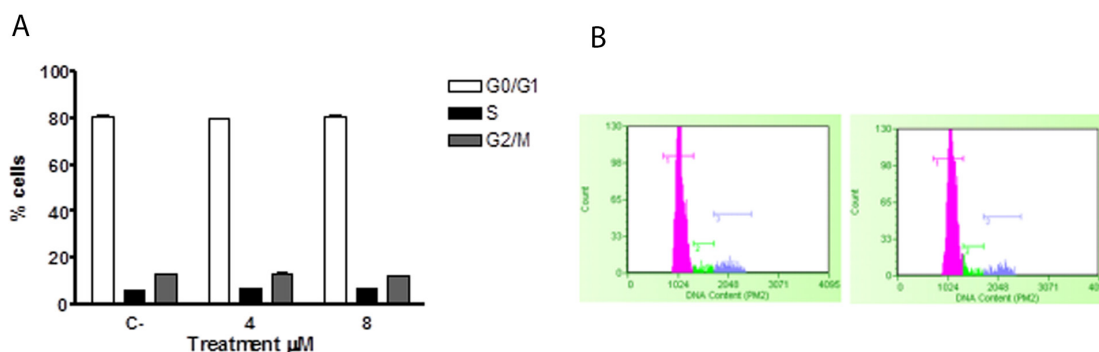 A
B
100
80
60
40
20
0
% cells
C-
4
8
Treatment µM
G0/G1
S
G2/M
130
98
65
33
0
Count
0
1024
2048
3071
4095
DNA Content (PM2)
130
98
65
33
0
Count
0
1024
2048
3071
DNA Content (PM2)